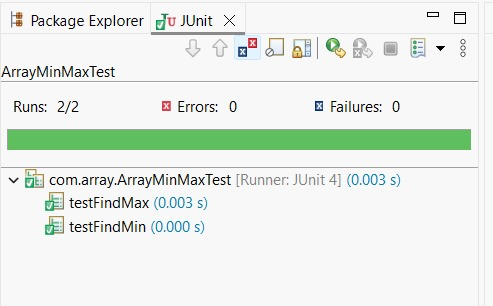 Package Explorer JUnit
ArrayMinMaxTest
Runs: 2/2 Errors: 0 Failures: 0
com.array.ArrayMinMaxTest [Runner: JUnit 4] (0.003 s)
testFindMax (0.003 s)
testFindMin (0.000 s)